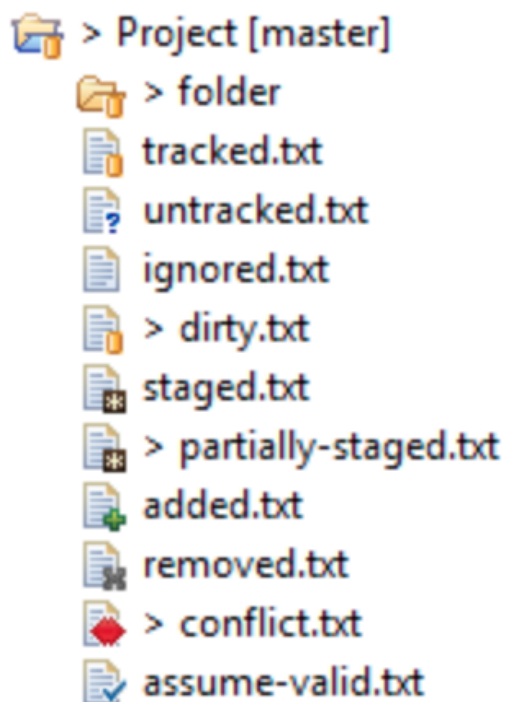 > Project [master]
> folder
tracked.txt
untracked.txt
ignored.txt
> dirty.txt
staged.txt
> partially-staged.txt
added.txt
removed.txt
> conflict.txt
assume-valid.txt